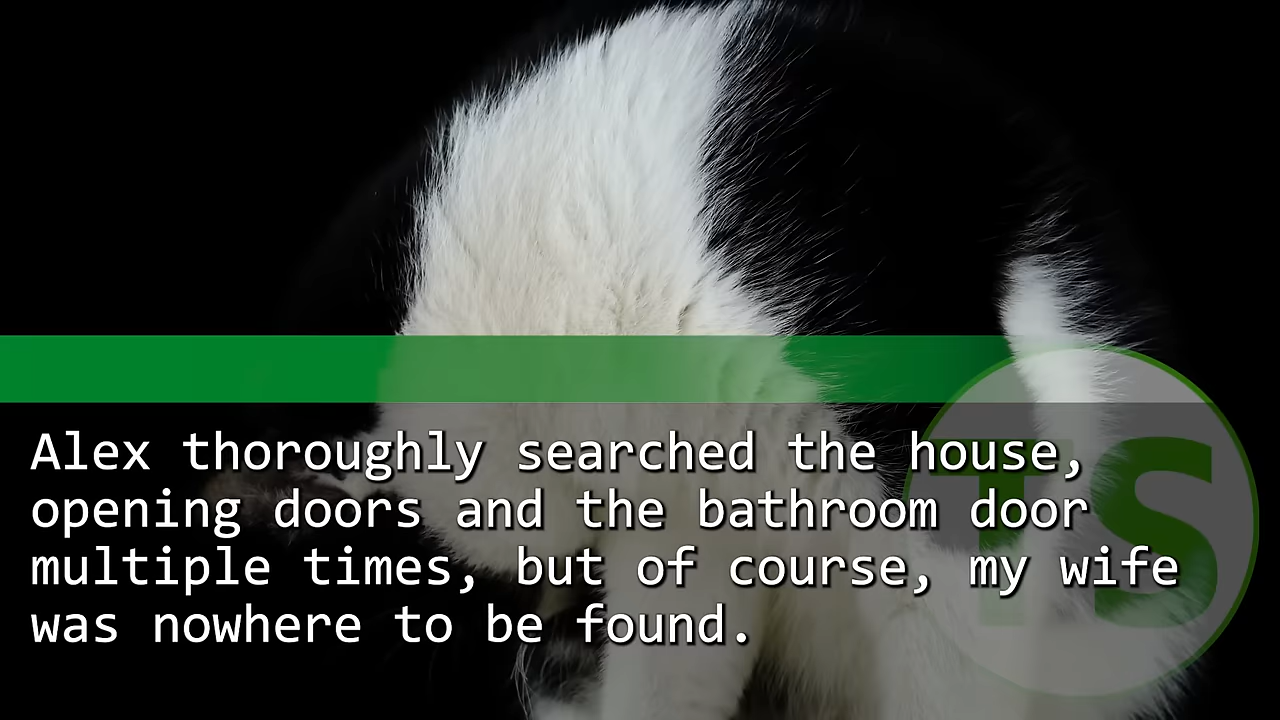 Alex thoroughly searched the house,
opening doors and the bathroom door
multiple times, but of course, my wife
was nowhere to be found.
TS